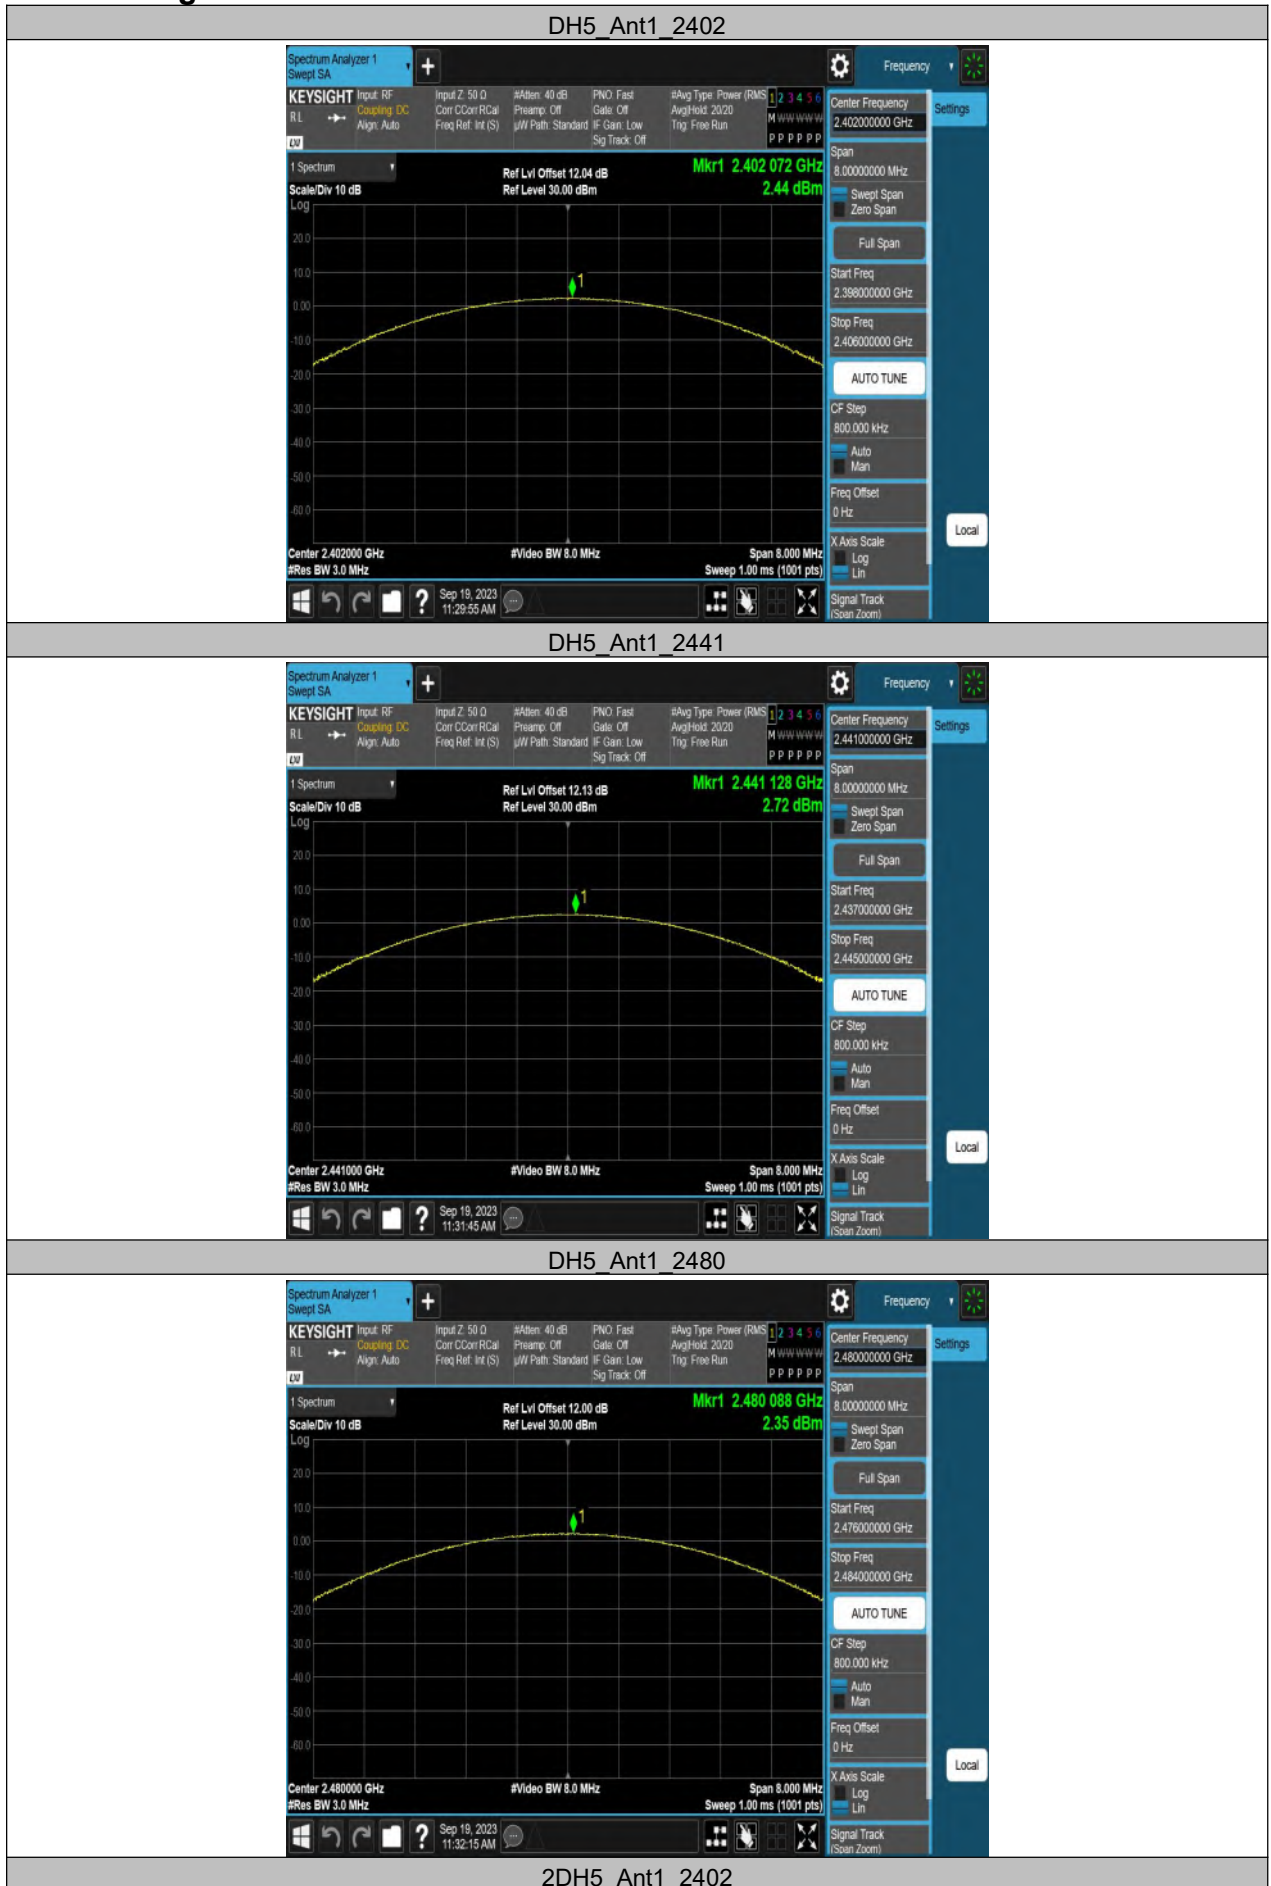 DH5_Ant1_2402
Spectrum Analyzer 1
Swept SA
Frequency
KEYSIGHT
RL
Input: RF
Coupling: DC
Align: Auto
Input Z: 50 Ω
Corr CCorr RCal
Freq Ref: Int (S)
#Atten: 40 dB
Preamp: Off
µW Path: Standard
PNO: Fast
Gate: Off
IF Gain: Low
Sig Track: Off
#Avg Type: Power (RMS
Avg|Hold: 20/20
Trig: Free Run
1 2 3 4 5 6
M W W W W W
P P P P P P
1 Spectrum
Scale/Div 10 dB
Log
Ref Lvl Offset 12.04 dB
Ref Level 30.00 dBm
Mkr1 2.402 072 GHz
2.44 dBm
20.0
10.0
0.00
-10.0
-20.0
-30.0
-40.0
-50.0
-60.0
1
Center 2.402000 GHz
#Res BW 3.0 MHz
#Video BW 8.0 MHz
Span 8.000 MHz
Sweep 1.00 ms (1001 pts)
Sep 19, 2023
11:29:55 AM
Center Frequency
2.402000000 GHz
Span
8.00000000 MHz
Swept Span
Zero Span
Full Span
Start Freq
2.398000000 GHz
Stop Freq
2.406000000 GHz
AUTO TUNE
CF Step
800.000 kHz
Auto
Man
Freq Offset
0 Hz
X Axis Scale
Log
Lin
Signal Track
(Span Zoom)
Settings
Local
DH5_Ant1_2441
Spectrum Analyzer 1
Swept SA
Frequency
KEYSIGHT
RL
Input: RF
Coupling: DC
Align: Auto
Input Z: 50 Ω
Corr CCorr RCal
Freq Ref: Int (S)
#Atten: 40 dB
Preamp: Off
µW Path: Standard
PNO: Fast
Gate: Off
IF Gain: Low
Sig Track: Off
#Avg Type: Power (RMS
Avg|Hold: 20/20
Trig: Free Run
1 2 3 4 5 6
M W W W W W
P P P P P P
1 Spectrum
Scale/Div 10 dB
Log
Ref Lvl Offset 12.13 dB
Ref Level 30.00 dBm
Mkr1 2.441 128 GHz
2.72 dBm
20.0
10.0
0.00
-10.0
-20.0
-30.0
-40.0
-50.0
-60.0
1
Center 2.441000 GHz
#Res BW 3.0 MHz
#Video BW 8.0 MHz
Span 8.000 MHz
Sweep 1.00 ms (1001 pts)
Sep 19, 2023
11:31:45 AM
Center Frequency
2.441000000 GHz
Span
8.00000000 MHz
Swept Span
Zero Span
Full Span
Start Freq
2.437000000 GHz
Stop Freq
2.445000000 GHz
AUTO TUNE
CF Step
800.000 kHz
Auto
Man
Freq Offset
0 Hz
X Axis Scale
Log
Lin
Signal Track
(Span Zoom)
Settings
Local
DH5_Ant1_2480
Spectrum Analyzer 1
Swept SA
Frequency
KEYSIGHT
RL
Input: RF
Coupling: DC
Align: Auto
Input Z: 50 Ω
Corr CCorr RCal
Freq Ref: Int (S)
#Atten: 40 dB
Preamp: Off
µW Path: Standard
PNO: Fast
Gate: Off
IF Gain: Low
Sig Track: Off
#Avg Type: Power (RMS
Avg|Hold: 20/20
Trig: Free Run
1 2 3 4 5 6
M W W W W W
P P P P P P
1 Spectrum
Scale/Div 10 dB
Log
Ref Lvl Offset 12.00 dB
Ref Level 30.00 dBm
Mkr1 2.480 088 GHz
2.35 dBm
20.0
10.0
0.00
-10.0
-20.0
-30.0
-40.0
-50.0
-60.0
1
Center 2.480000 GHz
#Res BW 3.0 MHz
#Video BW 8.0 MHz
Span 8.000 MHz
Sweep 1.00 ms (1001 pts)
Sep 19, 2023
11:32:15 AM
Center Frequency
2.480000000 GHz
Span
8.00000000 MHz
Swept Span
Zero Span
Full Span
Start Freq
2.476000000 GHz
Stop Freq
2.484000000 GHz
AUTO TUNE
CF Step
800.000 kHz
Auto
Man
Freq Offset
0 Hz
X Axis Scale
Log
Lin
Signal Track
(Span Zoom)
Settings
Local
2DH5_Ant1_2402